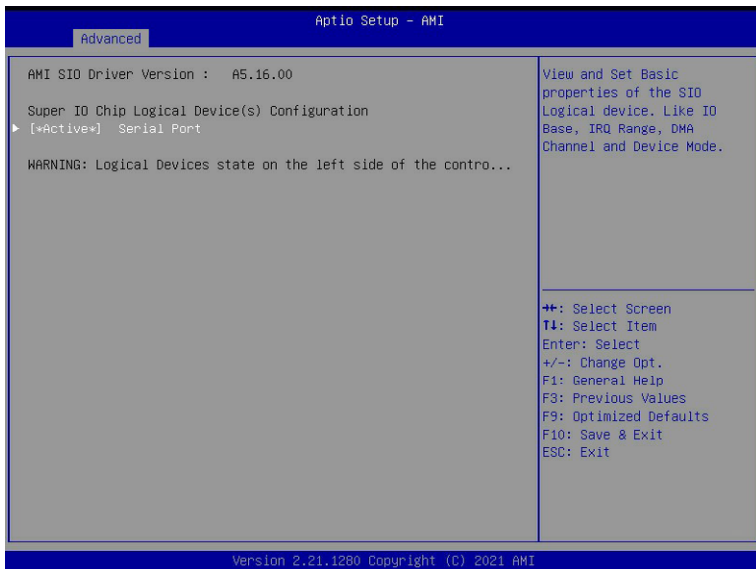 Aptio Setup – AMI
Advanced
AMI SIO Driver Version : A5.16.00
Super IO Chip Logical Device(s) Configuration
► [*Active*] Serial Port
WARNING: Logical Devices state on the left side of the contro...
View and Set Basic
properties of the SIO
Logical device. Like IO
Base, IRQ Range, DMA
Channel and Device Mode.
→←: Select Screen
↑↓: Select Item
Enter: Select
+/-: Change Opt.
F1: General Help
F3: Previous Values
F9: Optimized Defaults
F10: Save & Exit
ESC: Exit
Version 2.21.1280 Copyright (C) 2021 AMI